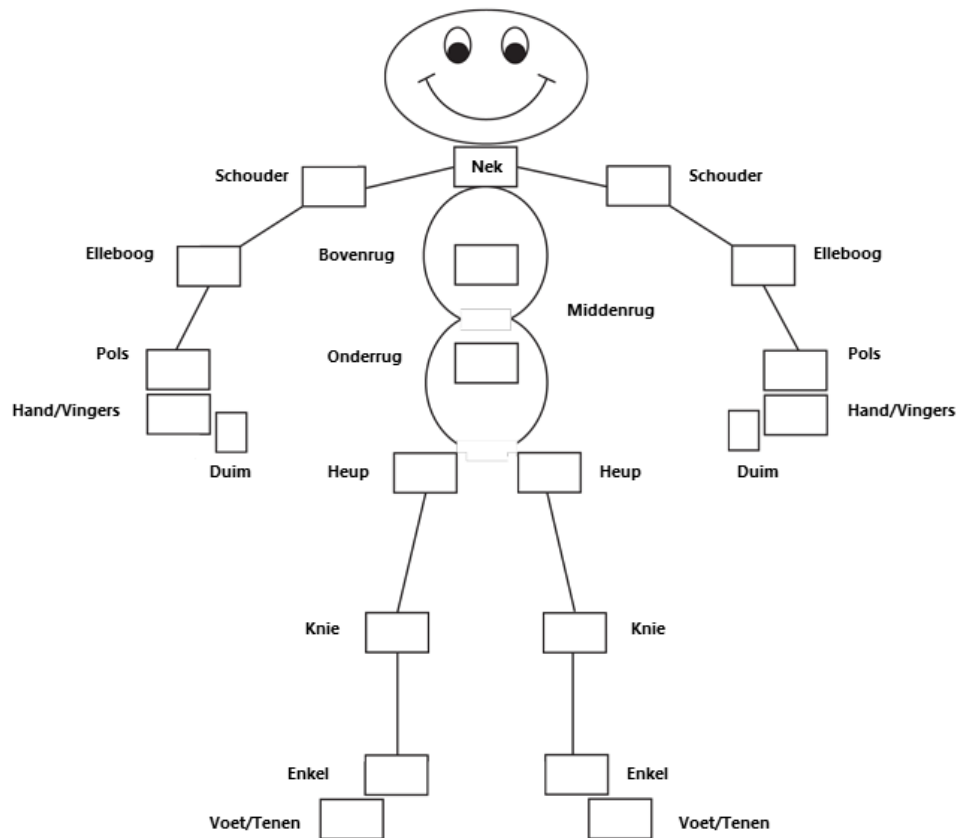 Nek
Schouder
Schouder
Elleboog
Bovenrug
Elleboog
Middenrug
Pols
Onderrug
Pols
Hand/Vingers
Hand/Vingers
Duim
Heup
Heup
Duim
Knie
Knie
Enkel
Enkel
Voet/Tenen
Voet/Tenen